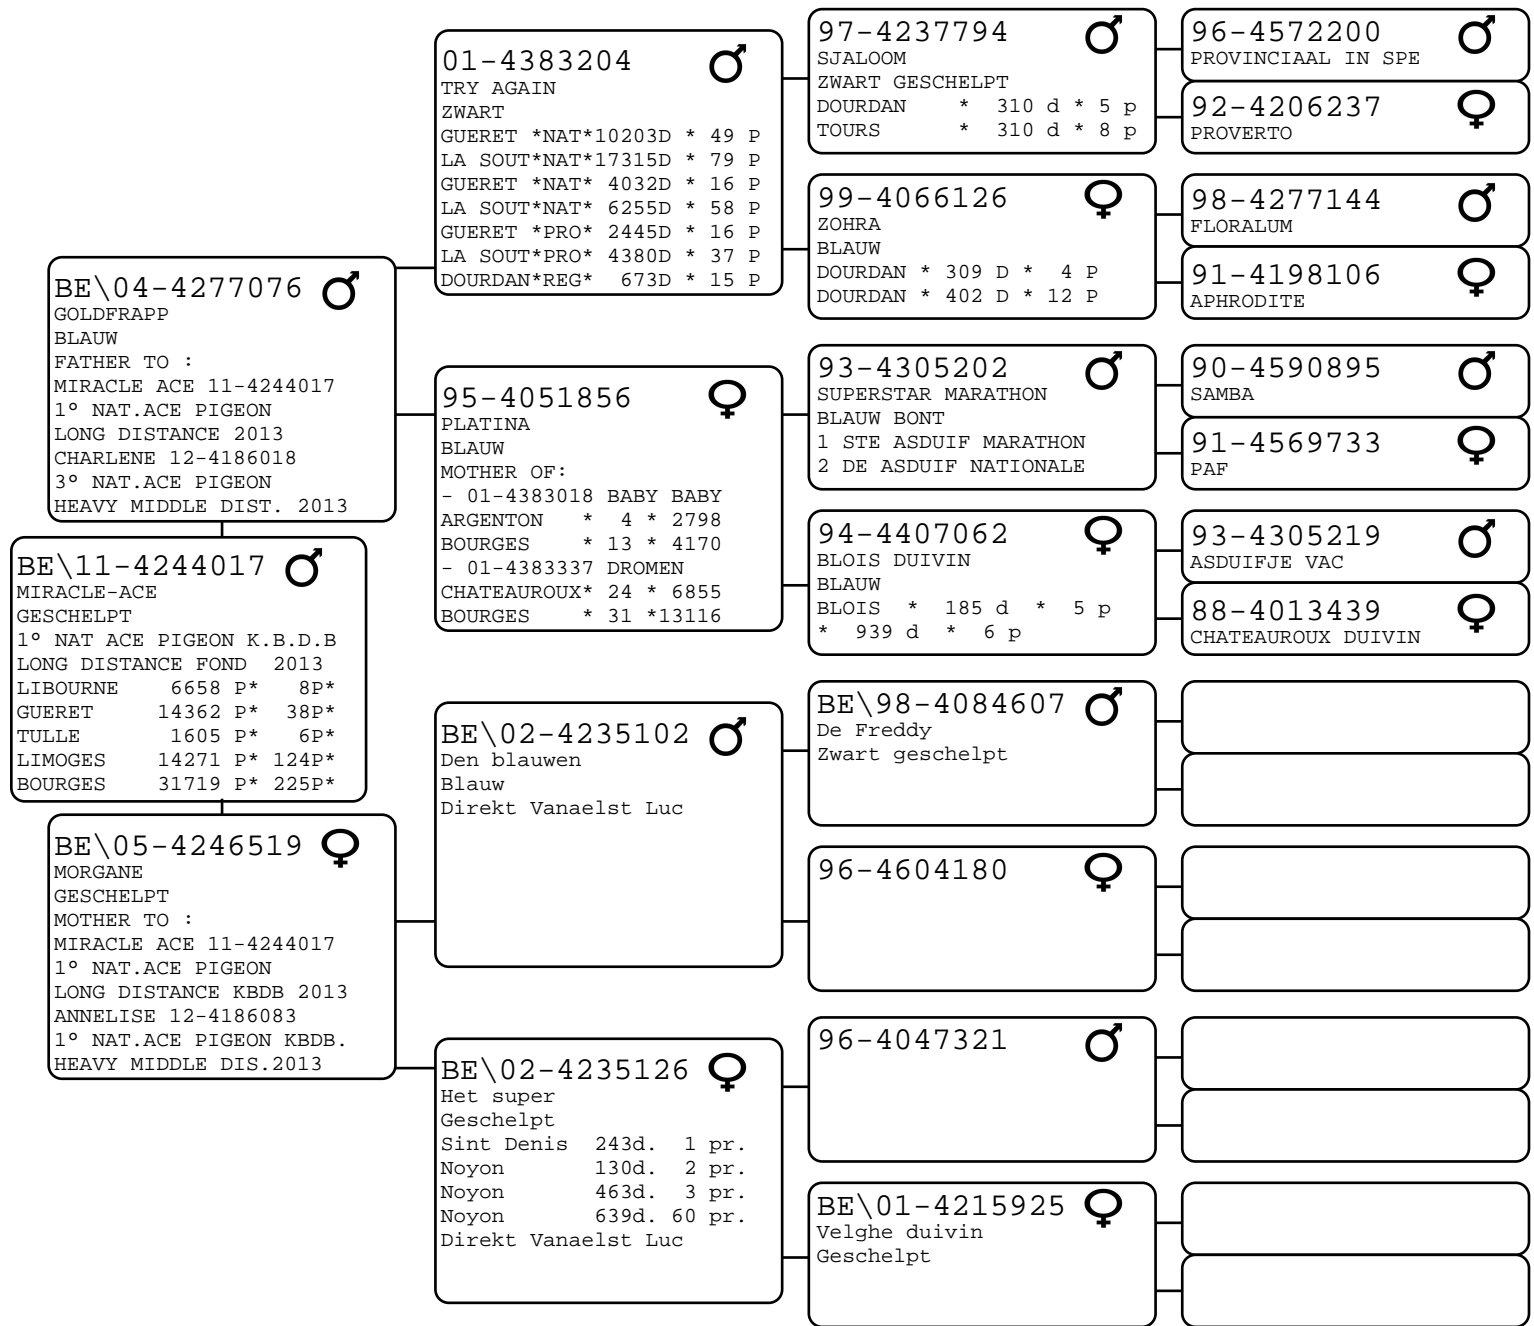 BE\11-4244017 ♂
MIRACLE-ACE
GESCHELPT
1° NAT ACE PIGEON K.B.D.B
LONG DISTANCE FOND 2013
LIBOURNE 6658 P* 8P*
GUERET 14362 P* 38P*
TULLE 1605 P* 6P*
LIMOGES 14271 P* 124P*
BOURGES 31719 P* 225P*
BE\04-4277076 ♂
GOLDFRAPP
BLAUW
FATHER TO :
MIRACLE ACE 11-4244017
1° NAT.ACE PIGEON
LONG DISTANCE 2013
CHARLENE 12-4186018
3° NAT.ACE PIGEON
HEAVY MIDDLE DIST. 2013
BE\05-4246519 ♀
MORGANE
GESCHELPT
MOTHER TO :
MIRACLE ACE 11-4244017
1° NAT.ACE PIGEON
LONG DISTANCE KBDB 2013
ANNELISE 12-4186083
1° NAT.ACE PIGEON KBDB.
HEAVY MIDDLE DIS.2013
01-4383204 ♂
TRY AGAIN
ZWART
GUERET *NAT*10203D * 49 P
LA SOUT*NAT*17315D * 79 P
GUERET *NAT* 4032D * 16 P
LA SOUT*NAT* 6255D * 58 P
GUERET *PRO* 2445D * 16 P
LA SOUT*PRO* 4380D * 37 P
DOURDAN*REG* 673D * 15 P
95-4051856 ♀
PLATINA
BLAUW
MOTHER OF:
- 01-4383018 BABY BABY
ARGENTON * 4 * 2798
BOURGES * 13 * 4170
- 01-4383337 DROMEN
CHATEAUROUX* 24 * 6855
BOURGES * 31 *13116
BE\02-4235102 ♂
Den blauwen
Blauw
Direkt Vanaelst Luc
BE\02-4235126 ♀
Het super
Geschelpt
Sint Denis 243d. 1 pr.
Noyon 130d. 2 pr.
Noyon 463d. 3 pr.
Noyon 639d. 60 pr.
Direkt Vanaelst Luc
97-4237794 ♂
SJALOOM
ZWART GESCHELPT
DOURDAN * 310 d * 5 p
TOURS * 310 d * 8 p
99-4066126 ♀
ZOHRA
BLAUW
DOURDAN * 309 D * 4 P
DOURDAN * 402 D * 12 P
93-4305202 ♂
SUPERSTAR MARATHON
BLAUW BONT
1 STE ASDUIF MARATHON
2 DE ASDUIF NATIONALE
94-4407062 ♀
BLOIS DUIVIN
BLAUW
BLOIS * 185 d * 5 p
* 939 d * 6 p
BE\98-4084607 ♂
De Freddy
Zwart geschelpt
96-4604180 ♀
96-4047321 ♂
BE\01-4215925 ♀
Velghe duivin
Geschelpt
96-4572200 ♂
PROVINCIAAL IN SPE
92-4206237 ♀
PROVERTO
98-4277144 ♂
FLORALUM
91-4198106 ♀
APHRODITE
90-4590895 ♂
SAMBA
91-4569733 ♀
PAF
93-4305219 ♂
ASDUIFJE VAC
88-4013439 ♀
CHATEAUROUX DUIVIN